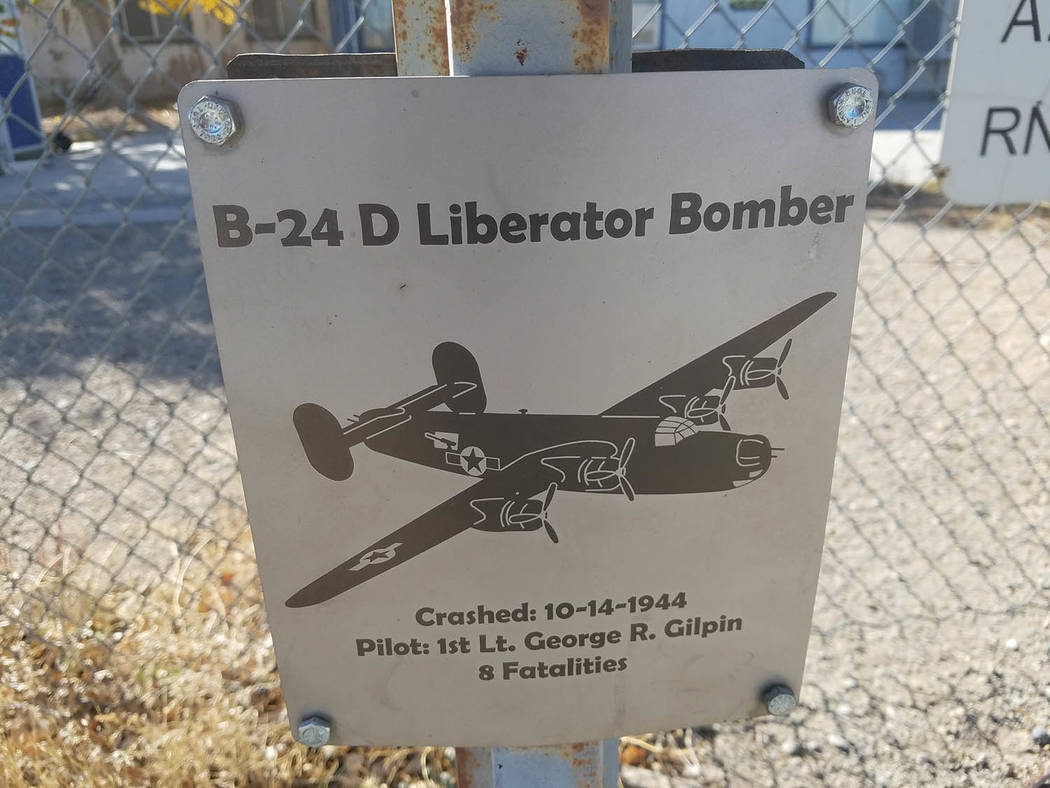 B-24 D Liberator Bomber
Crashed: 10-14-1944
Pilot: 1st Lt. George R. Gilpin
8 Fatalities